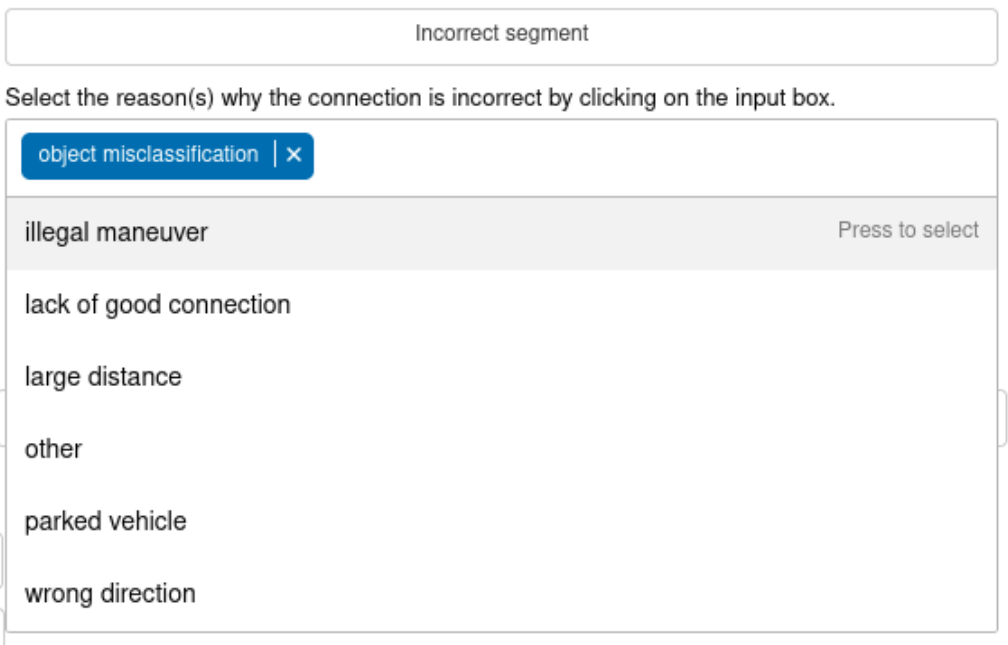 Incorrect segment
Select the reason(s) why the connection is incorrect by clicking on the input box.
object misclassification ×
illegal maneuver Press to select
lack of good connection
large distance
other
parked vehicle
wrong direction